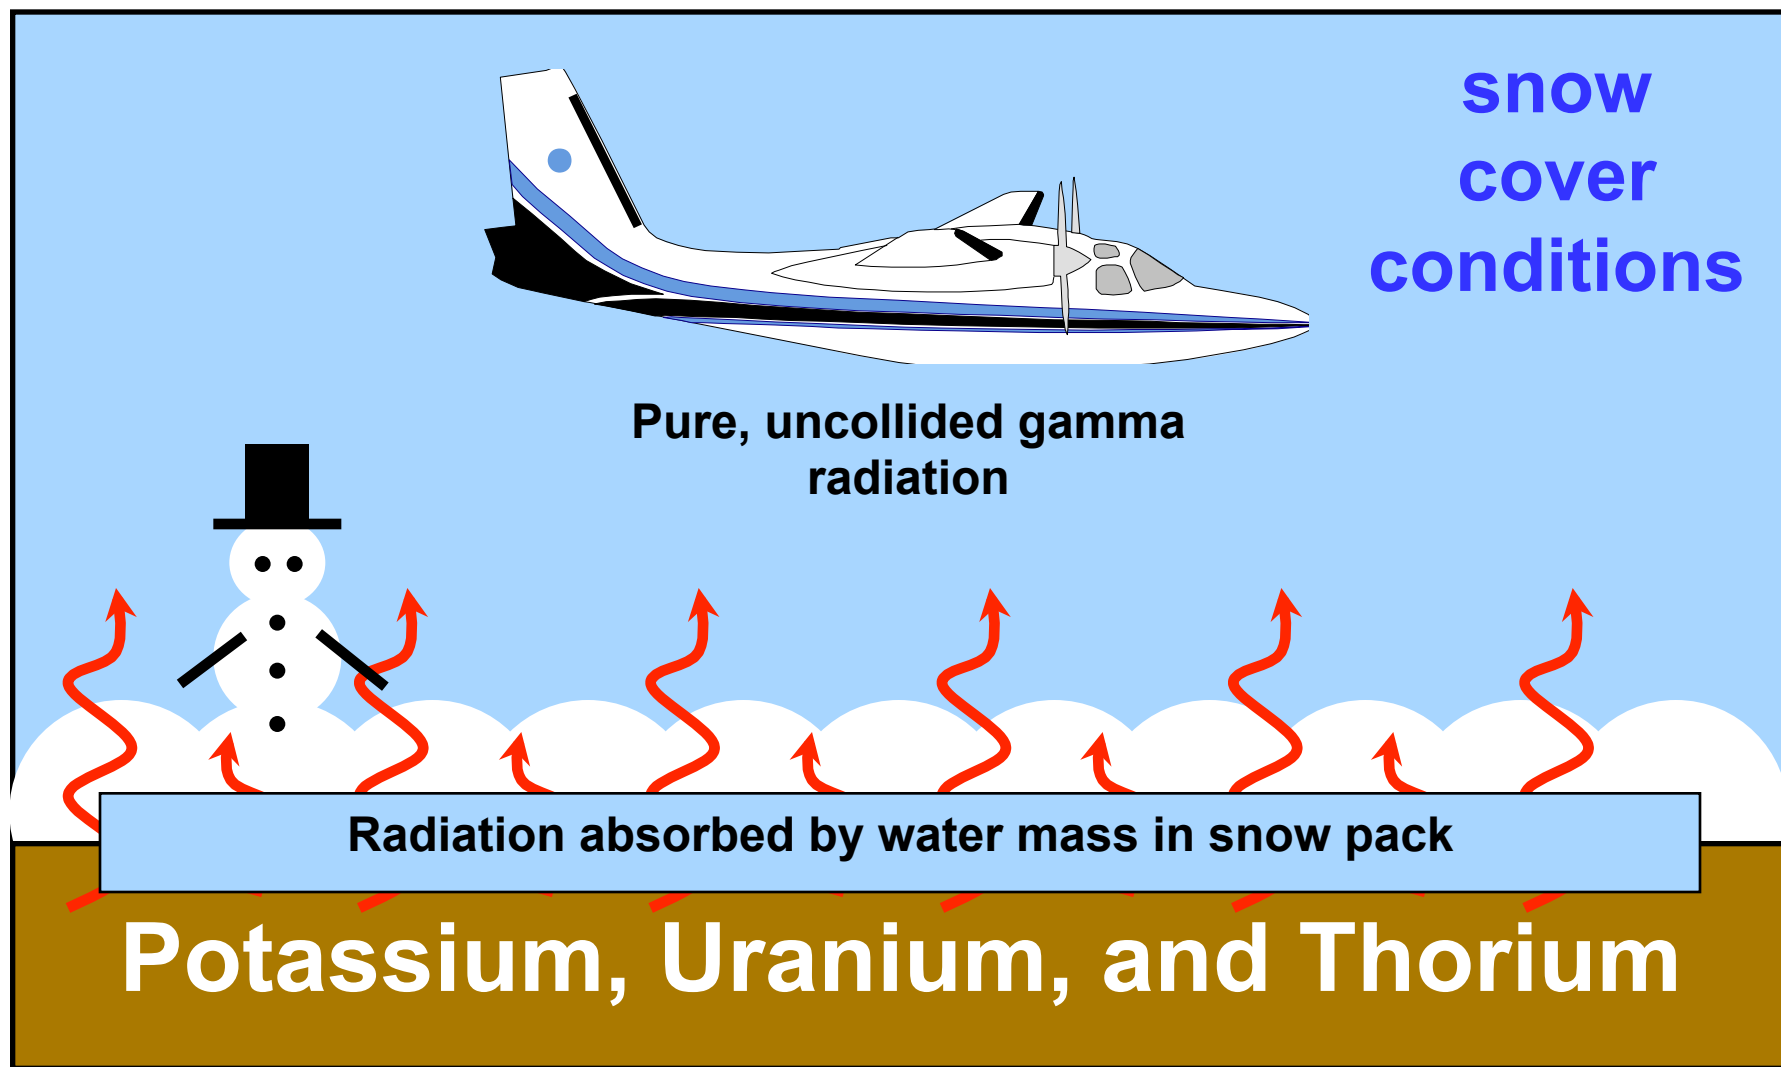 snow
cover
conditions
Pure, uncollided gamma
radiation
Radiation absorbed by water mass in snow pack
Potassium, Uranium, and Thorium